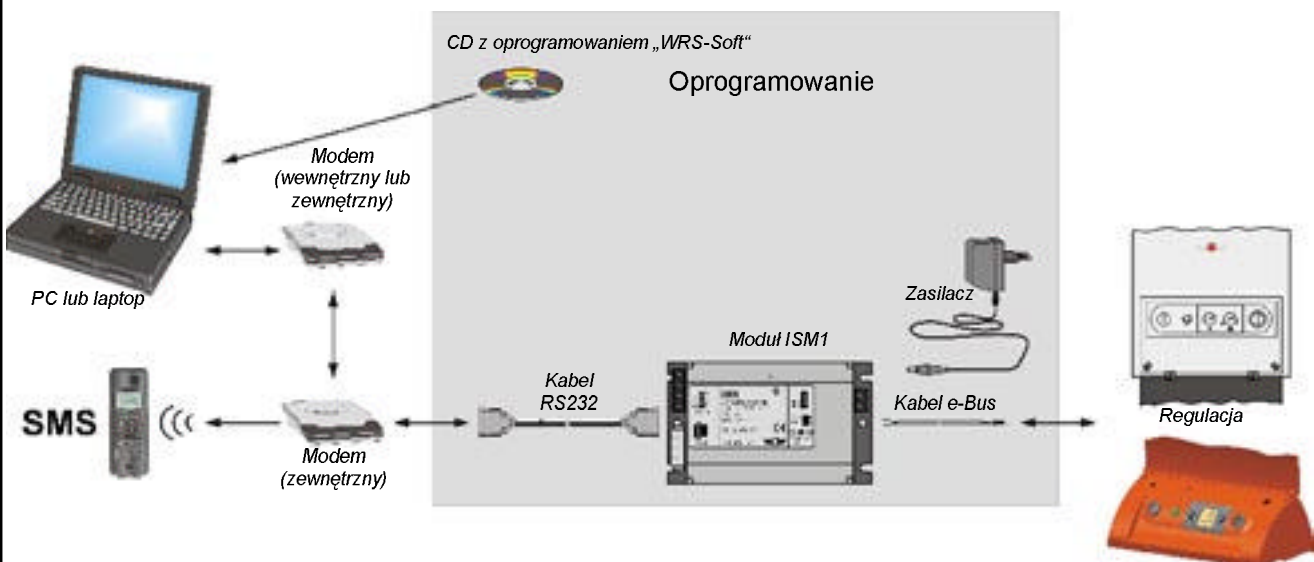 CD z oprogramowaniem „WRS-Soft“
Oprogramowanie
Modem
(wewnętrzny lub
zewnętrzny)
PC lub laptop
Zasilacz
Moduł ISM1
Kabel
RS232
Kabel e-Bus
Regulacja
SMS
Modem
(zewnętrzny)